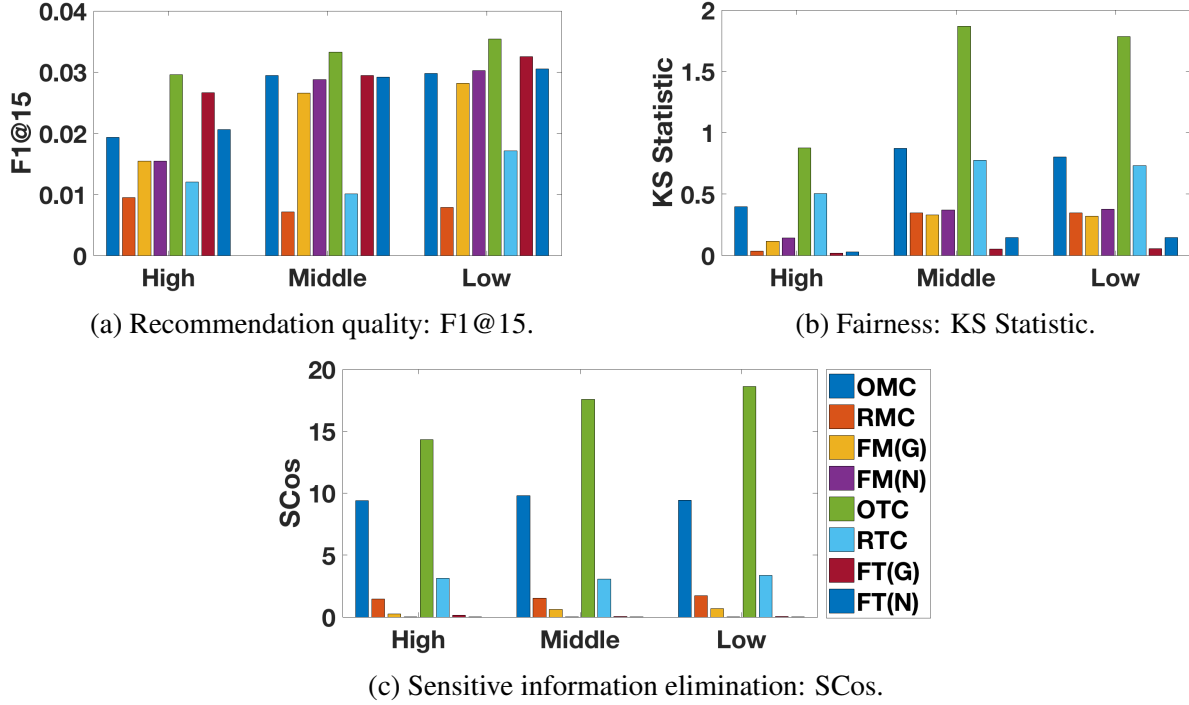 0.04
0.03
0.02
0.01
0
F1@15
High Middle Low
(a) Recommendation quality: F1@15.
2
1.5
1
0.5
0
KS Statistic
High Middle Low
(b) Fairness: KS Statistic.
20
15
10
5
0
SCos
High Middle Low
OMC
RMC
FM(G)
FM(N)
OTC
RTC
FT(G)
FT(N)
(c) Sensitive information elimination: SCos.